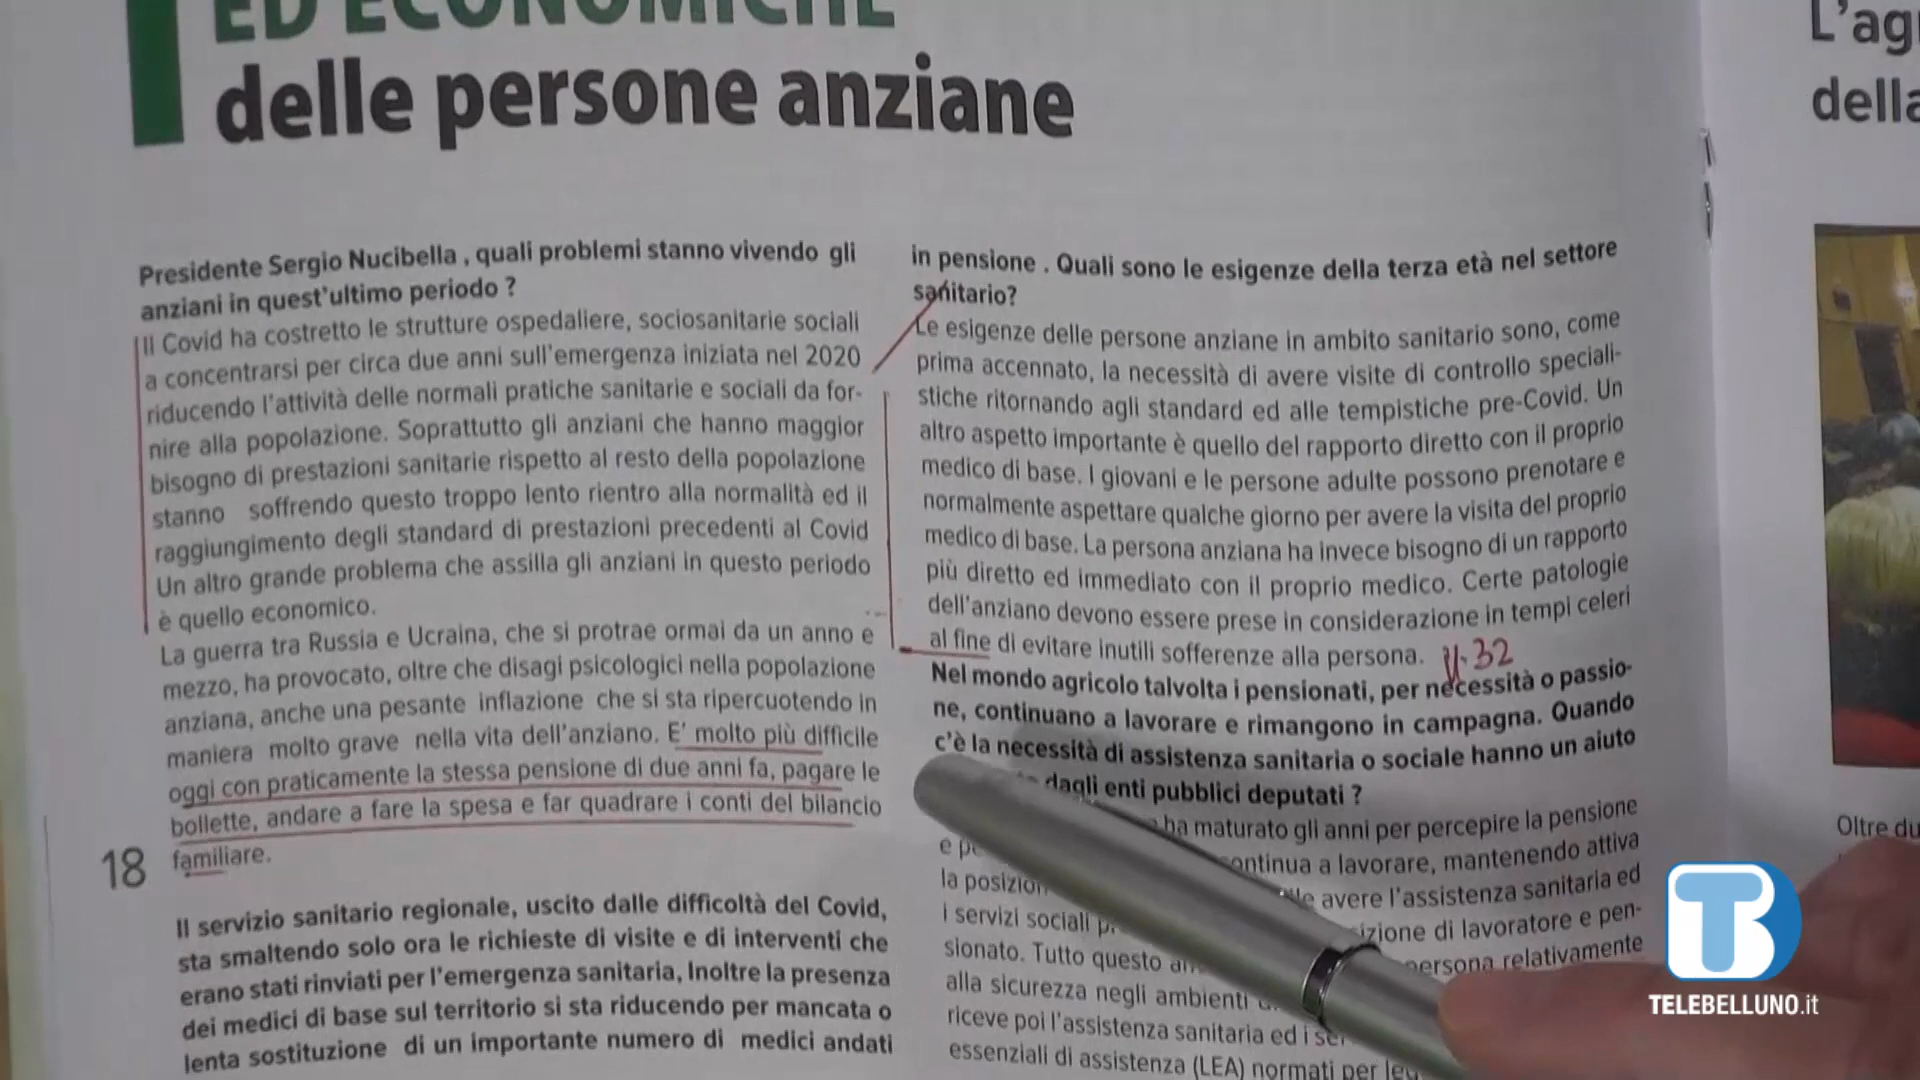 ED ECONOMICHE
delle persone anziane
Presidente Sergio Nucibella , quali problemi stanno vivendo gli
anziani in quest'ultimo periodo ?
Il Covid ha costretto le strutture ospedaliere, sociosanitarie sociali
a concentrarsi per circa due anni sull'emergenza iniziata nel 2020
riducendo l'attività delle normali pratiche sanitarie e sociali da for-
nire alla popolazione. Soprattutto gli anziani che hanno maggior
bisogno di prestazioni sanitarie rispetto al resto della popolazione
stanno soffrendo questo troppo lento rientro alla normalità ed il
raggiungimento degli standard di prestazioni precedenti al Covid
Un altro grande problema che assilla gli anziani in questo periodo
è quello economico.
La guerra tra Russia e Ucraina, che si protrae ormai da un anno e
mezzo, ha provocato, oltre che disagi psicologici nella popolazione
anziana, anche una pesante inflazione che si sta ripercuotendo in
maniera molto grave nella vita dell'anziano. E' molto più difficile
oggi con praticamente la stessa pensione di due anni fa, pagare le
bollette, andare a fare la spesa e far quadrare i conti del bilancio
familiare.
18
Il servizio sanitario regionale, uscito dalle difficoltà del Covid,
sta smaltendo solo ora le richieste di visite e di interventi che
erano stati rinviati per l'emergenza sanitaria, Inoltre la presenza
dei medici di base sul territorio si sta riducendo per mancata o
lenta sostituzione di un importante numero di medici andati
in pensione . Quali sono le esigenze della terza età nel settore
sanitario?
Le esigenze delle persone anziane in ambito sanitario sono, come
prima accennato, la necessità di avere visite di controllo speciali-
stiche ritornando agli standard ed alle tempistiche pre-Covid. Un
altro aspetto importante è quello del rapporto diretto con il proprio
medico di base. I giovani e le persone adulte possono prenotare e
normalmente aspettare qualche giorno per avere la visita del proprio
medico di base. La persona anziana ha invece bisogno di un rapporto
più diretto ed immediato con il proprio medico. Certe patologie
dell'anziano devono essere prese in considerazione in tempi celeri
al fine di evitare inutili sofferenze alla persona. 32
Nel mondo agricolo talvolta i pensionati, per necessità o passio-
ne, continuano a lavorare e rimangono in campagna. Quando
c'è la necessità di assistenza sanitaria o sociale hanno un aiuto
dagli enti pubblici deputati ?
ha maturato gli anni per percepire la pensione
e continua a lavorare, mantenendo attiva
la posizion avere l'assistenza sanitaria ed
i servizi sociali posizione di lavoratore e pen-
sionato. Tutto questo persona relativamente
alla sicurezza negli ambienti
riceve poi l'assistenza sanitaria ed i
essenziali di assistenza (LEA) normati per
L'ag
della
Oltre du
TB
TELEBELLUNO.it